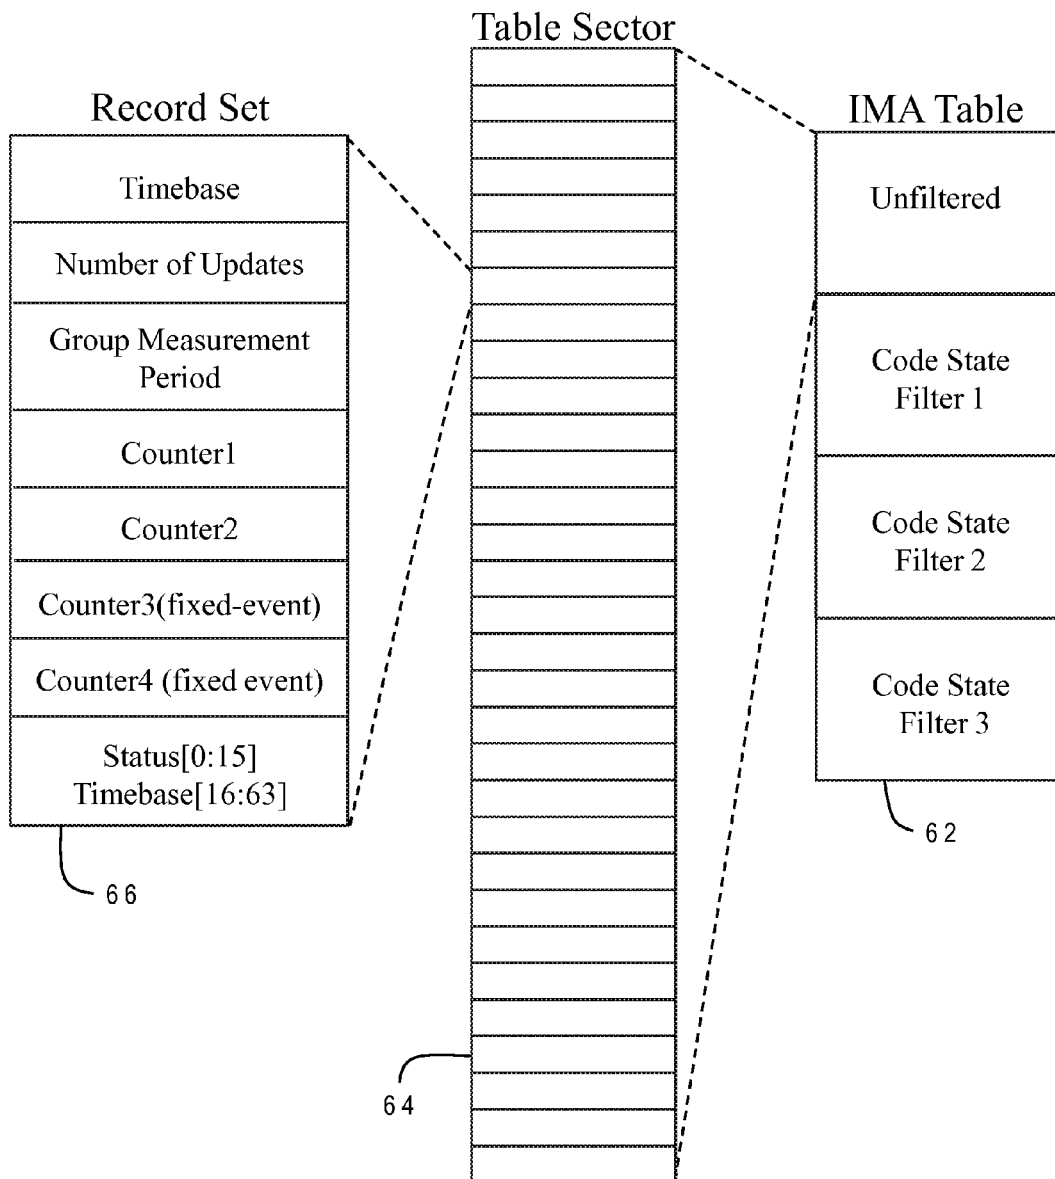 Table Sector
Record Set
IMA Table
Timebase
Number of Updates
Group Measurement
Period
Counter1
Counter2
Counter3(fixed-event)
Counter4 (fixed event)
Status[0:15]
Timebase[16:63]
66
64
Unfiltered
Code State
Filter 1
Code State
Filter 2
Code State
Filter 3
62